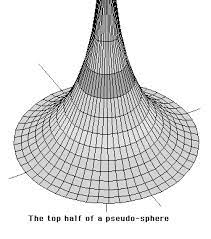 The top half of a pseudo-sphere